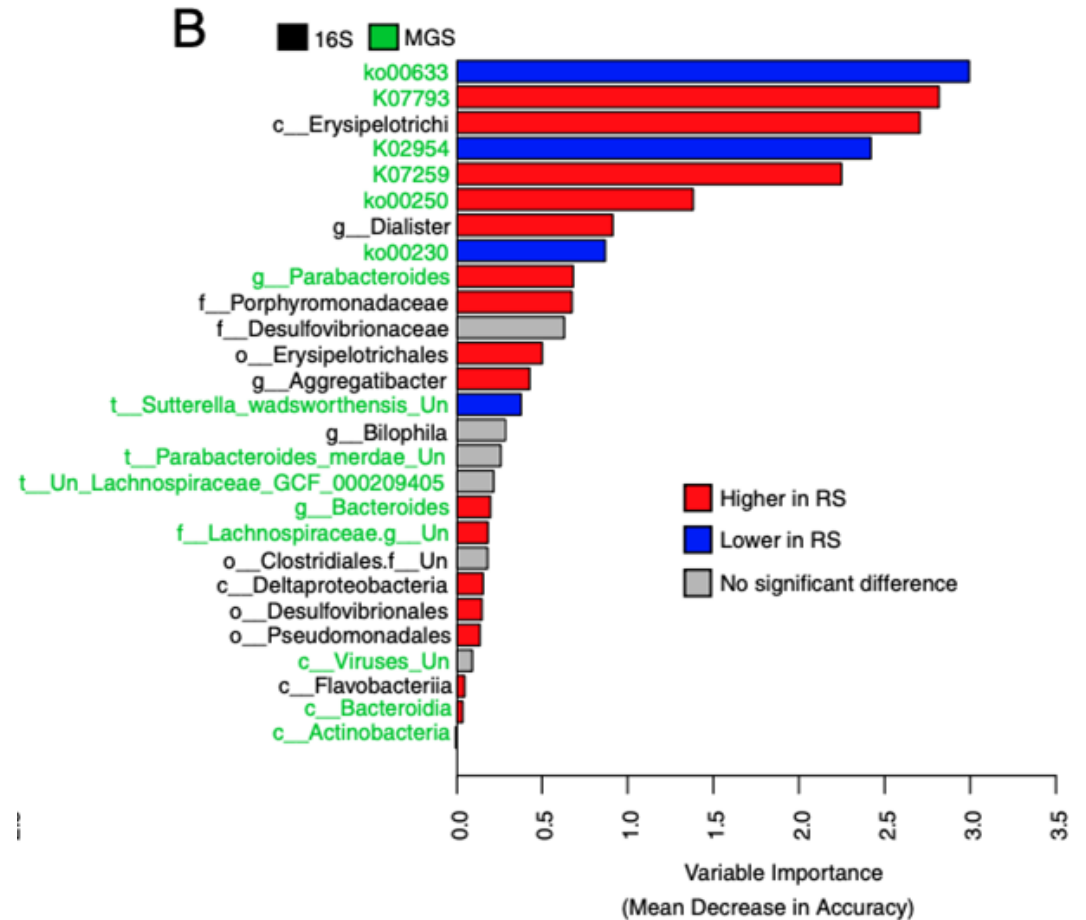 B
16S MGS
ko00633
K07793
c__Erysipelotrichi
K02954
K07259
ko00250
g__Dialister
ko00230
g__Parabacteroides
f__Porphyromonadaceae
f__Desulfovibrionaceae
o__Erysipelotrichales
g__Aggregatibacter
t__Sutterella_wadsworthensis_Un
g__Bilophila
t__Parabacteroides_merdae_Un
t__Un_Lachnospiraceae_GCF_000209405
g__Bacteroides
f__Lachnospiraceae.g__Un
o__Clostridiales.f__Un
c__Deltaproteobacteria
o__Desulfovibrionales
o__Pseudomonadales
c__Viruses_Un
c__Flavobacteriia
c__Bacteroidia
c__Actinobacteria
Higher in RS
Lower in RS
No significant difference
0.0 0.5 1.0 1.5 2.0 2.5 3.0 3.5
Variable Importance
(Mean Decrease in Accuracy)